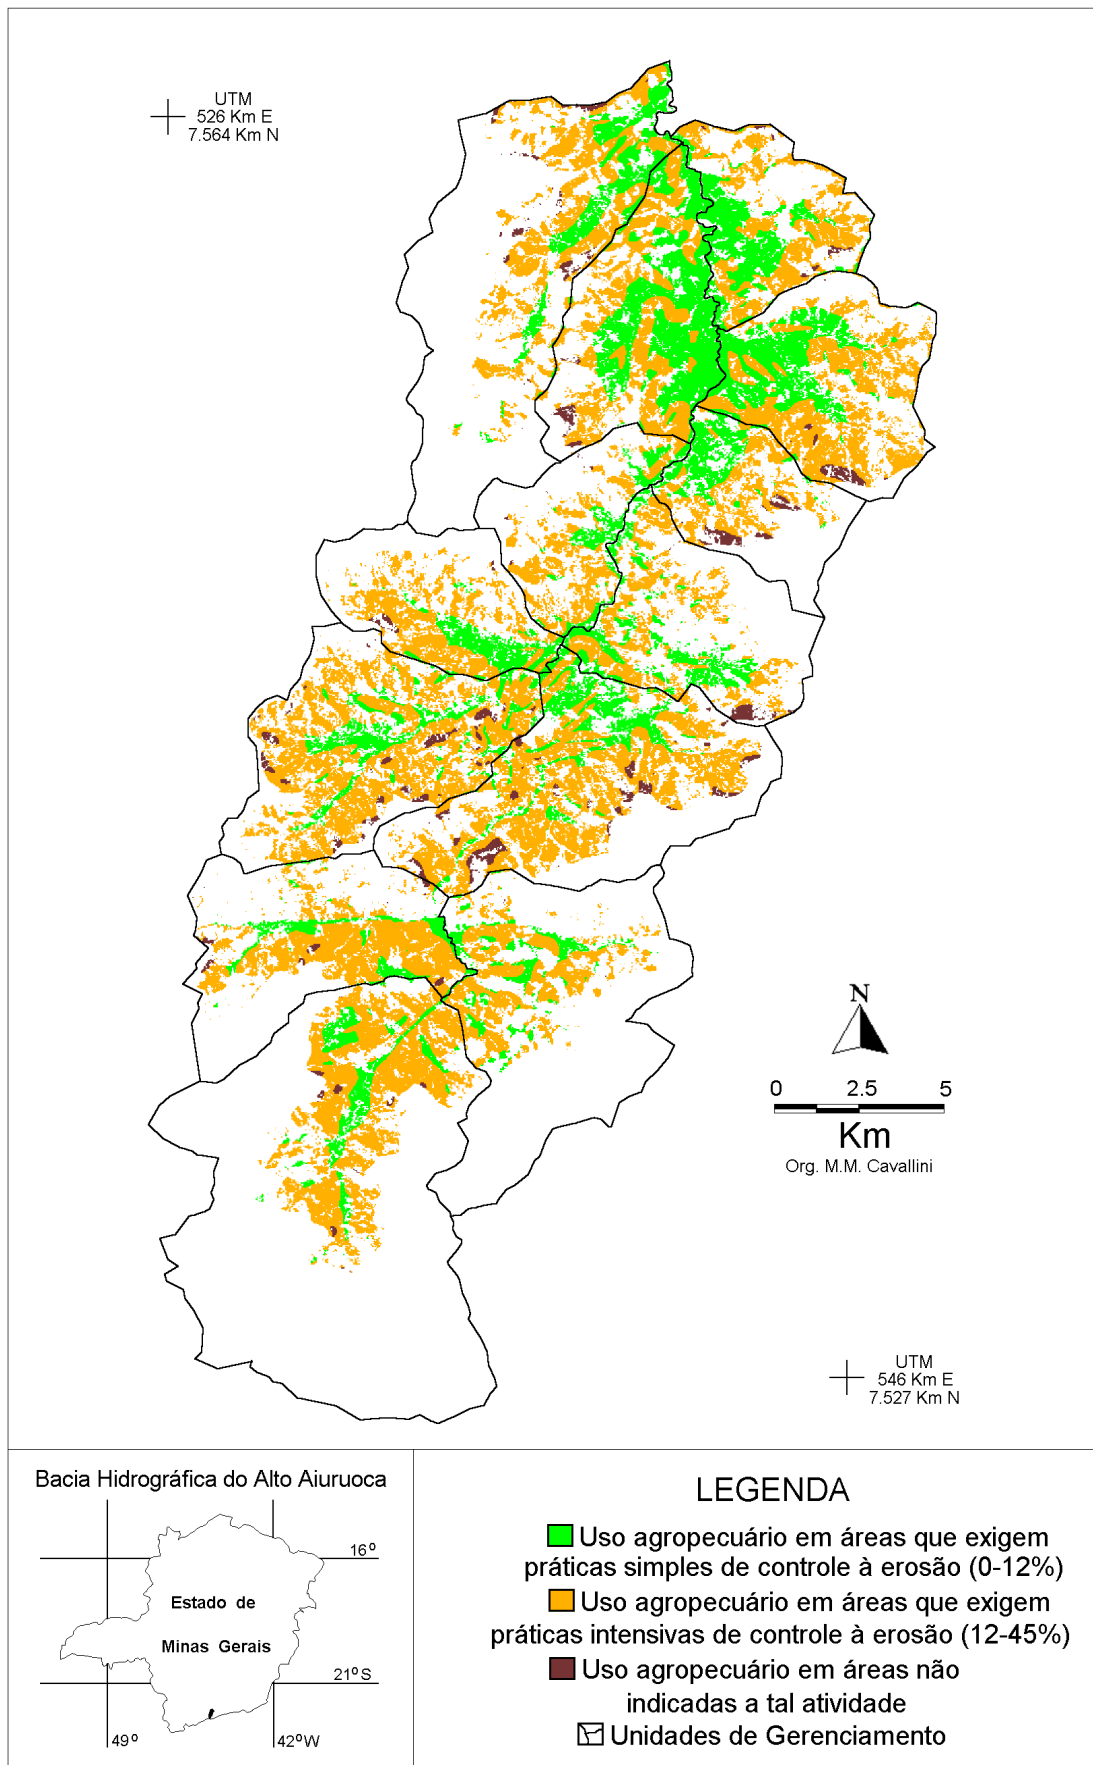 UTM
526 Km E
7.564 Km N
N
0 2.5 5
Km
Org. M.M. Cavallini
UTM
546 Km E
7.527 Km N
Bacia Hidrográfica do Alto Aiuruoca
16º
Estado de
Minas Gerais
21º S
49º
42º W
LEGENDA
Uso agropecuário em áreas que exigem
práticas simples de controle à erosão (0-12%)
Uso agropecuário em áreas que exigem
práticas intensivas de controle à erosão (12-45%)
Uso agropecuário em áreas não
indicadas a tal atividade
Unidades de Gerenciamento